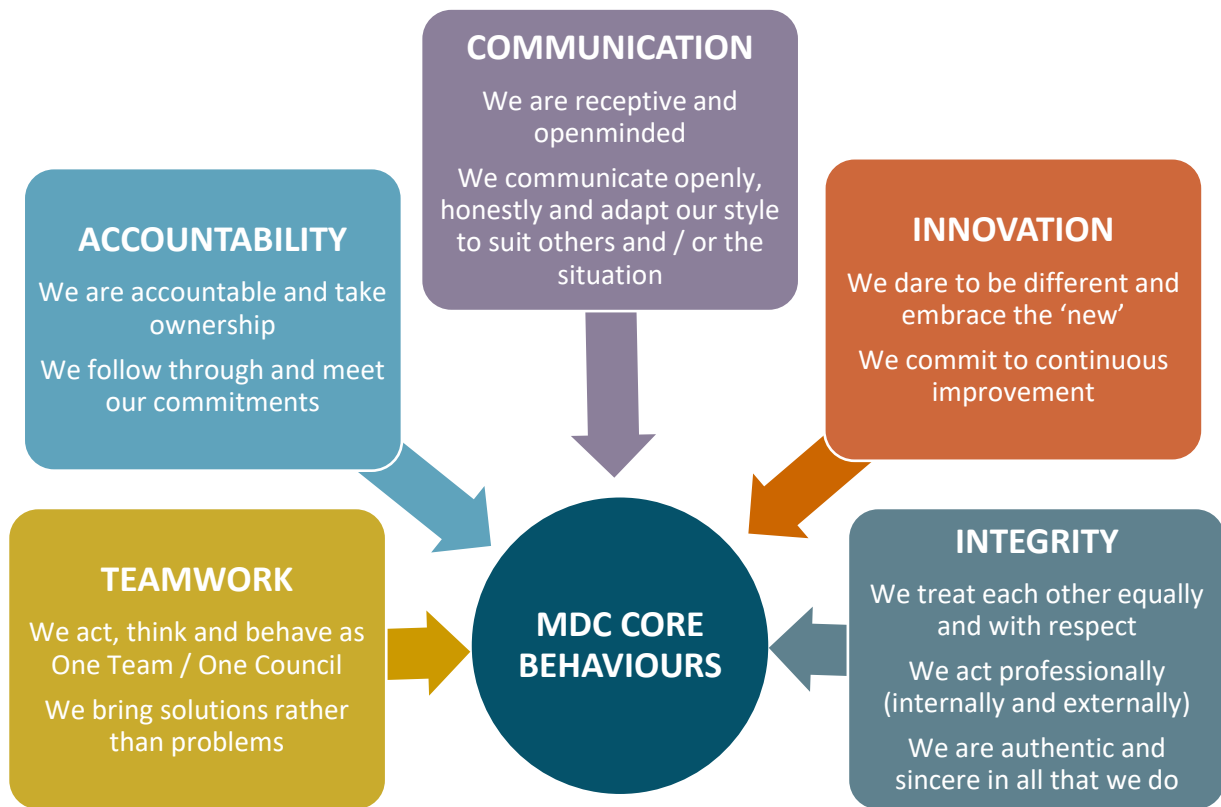 COMMUNICATION
We are receptive and
openminded
We communicate openly,
honestly and adapt our style
to suit others and / or the
situation
ACCOUNTABILITY
We are accountable and take
ownership
We follow through and meet
our commitments
INNOVATION
We dare to be different and
embrace the ‘new’
We commit to continuous
improvement
TEAMWORK
We act, think and behave as
One Team / One Council
We bring solutions rather
than problems
MDC CORE
BEHAVIOURS
INTEGRITY
We treat each other equally
and with respect
We act professionally
(internally and externally)
We are authentic and
sincere in all that we do